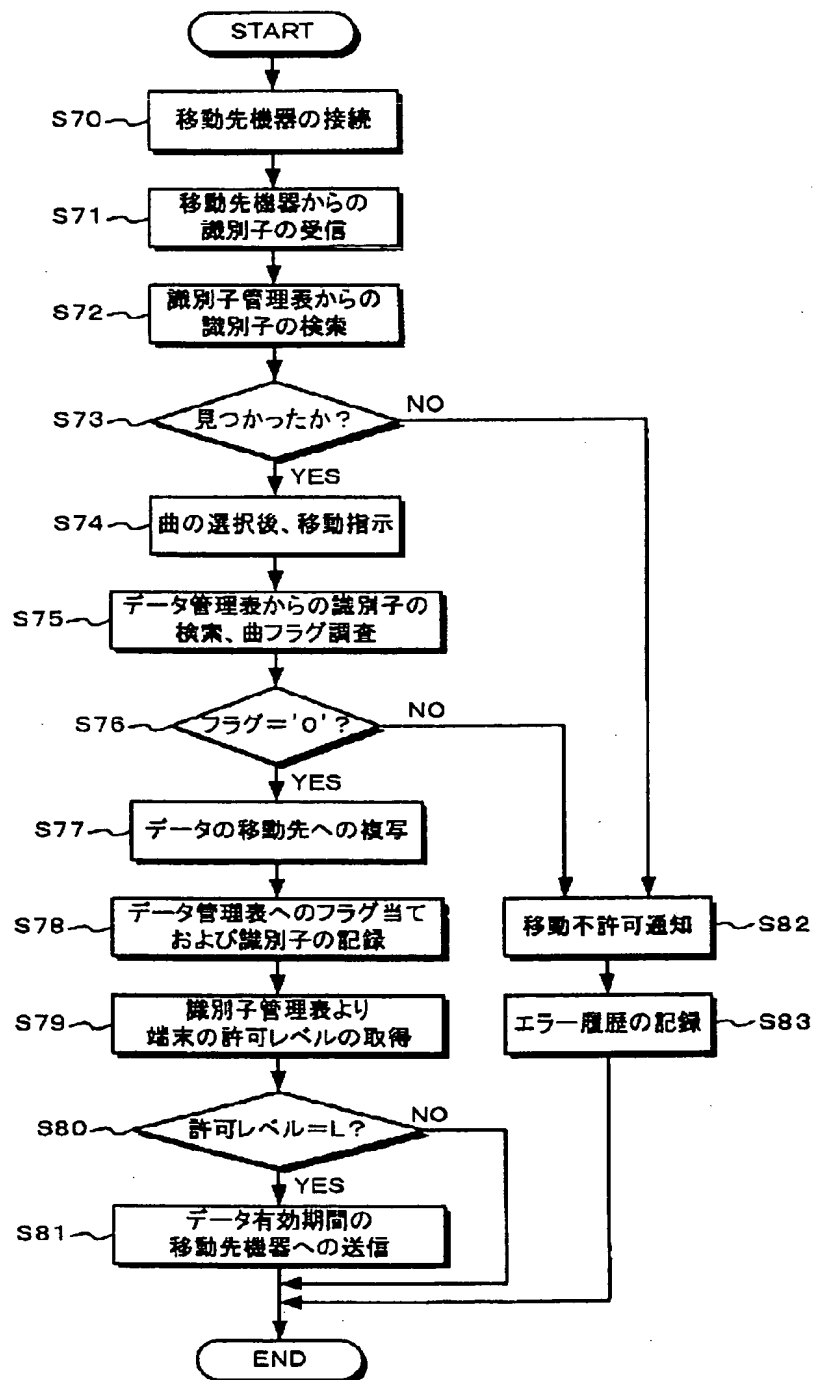 START
S70
移動先機器の接続
S71
移動先機器からの
識別子の受信
S72
識別子管理表からの
識別子の検索
S73
見つかったか?
NO
YES
S74
曲の選択後、移動指示
S75
データ管理表からの識別子の
検索、曲フラグ調査
S76
フラグ='0'?
NO
YES
S77
データの移動先への複写
S78
データ管理表へのフラグ当て
および識別子の記録
移動不許可通知
S82
S79
識別子管理表より
端末の許可レベルの取得
エラー履歴の記録
S83
S80
許可レベル=L?
NO
YES
S81
データ有効期間の
移動先機器への送信
END